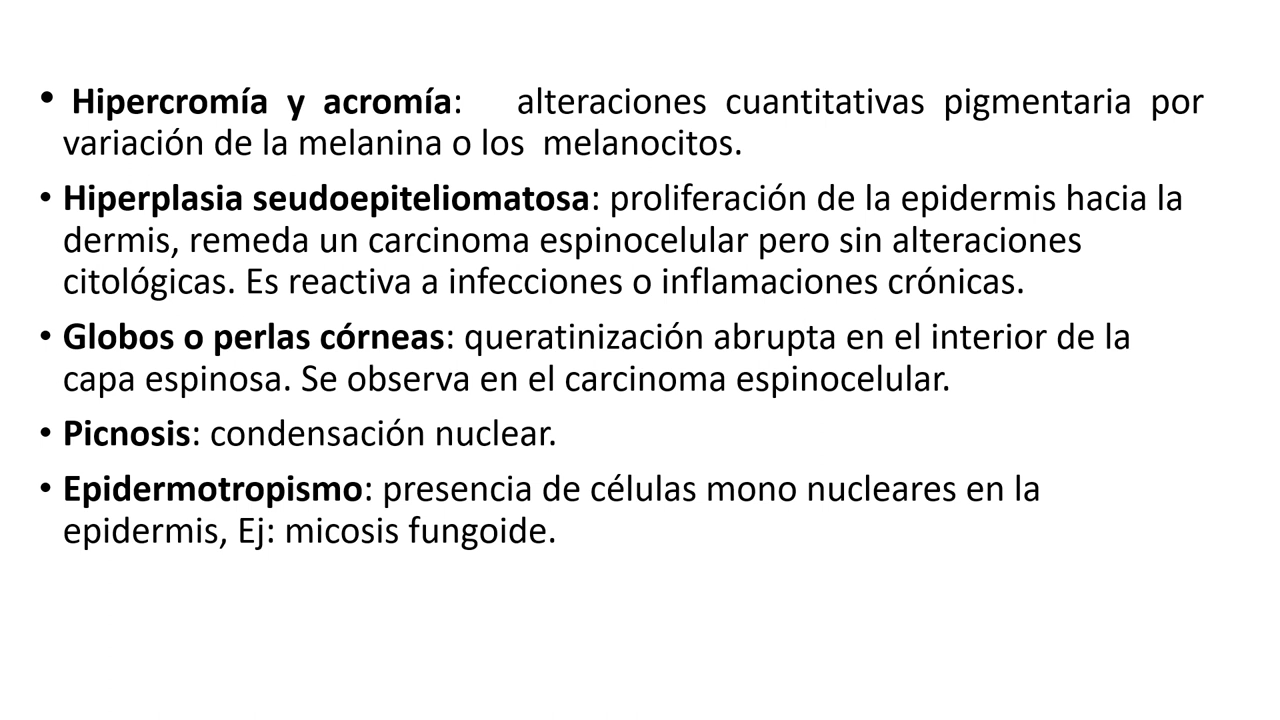 • Hipercromía y acromía: alteraciones cuantitativas pigmentaria por
variación de la melanina o los melanocitos.
• Hiperplasia seudoepiteliomatosa: proliferación de la epidermis hacia la
dermis, remeda un carcinoma espinocelular pero sin alteraciones
citológicas. Es reactiva a infecciones o inflamaciones crónicas.
• Globos o perlas córneas: queratinización abrupta en el interior de la
capa espinosa. Se observa en el carcinoma espinocelular.
• Picnosis: condensación nuclear.
• Epidermotropismo: presencia de células mono nucleares en la
epidermis, Ej: micosis fungoide.